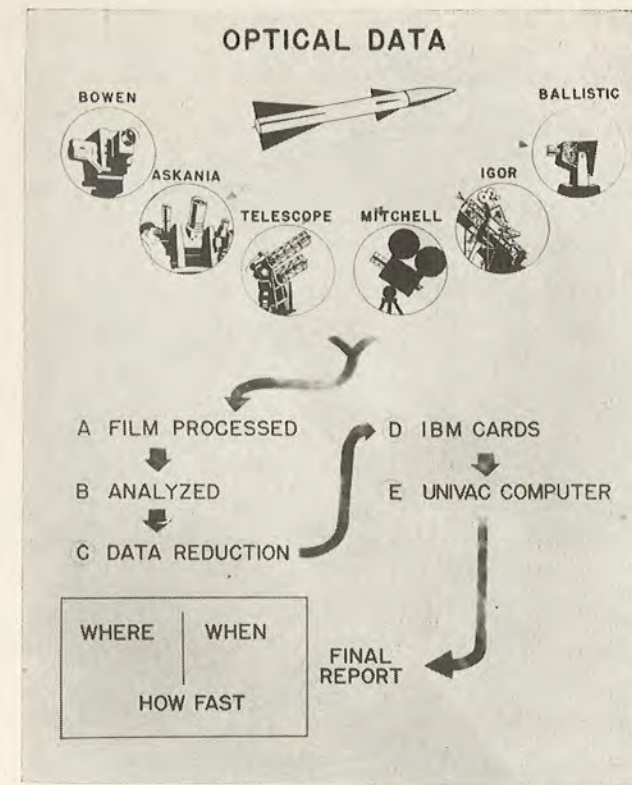 OPTICAL DATA
BOWEN
BALLISTIC
ASKANIA
IGOR
TELESCOPE
MITCHELL
A FILM PROCESSED
B ANALYZED
C DATA REDUCTION
D IBM CARDS
E UNIVAC COMPUTER
WHERE
WHEN
HOW FAST
FINAL
REPORT